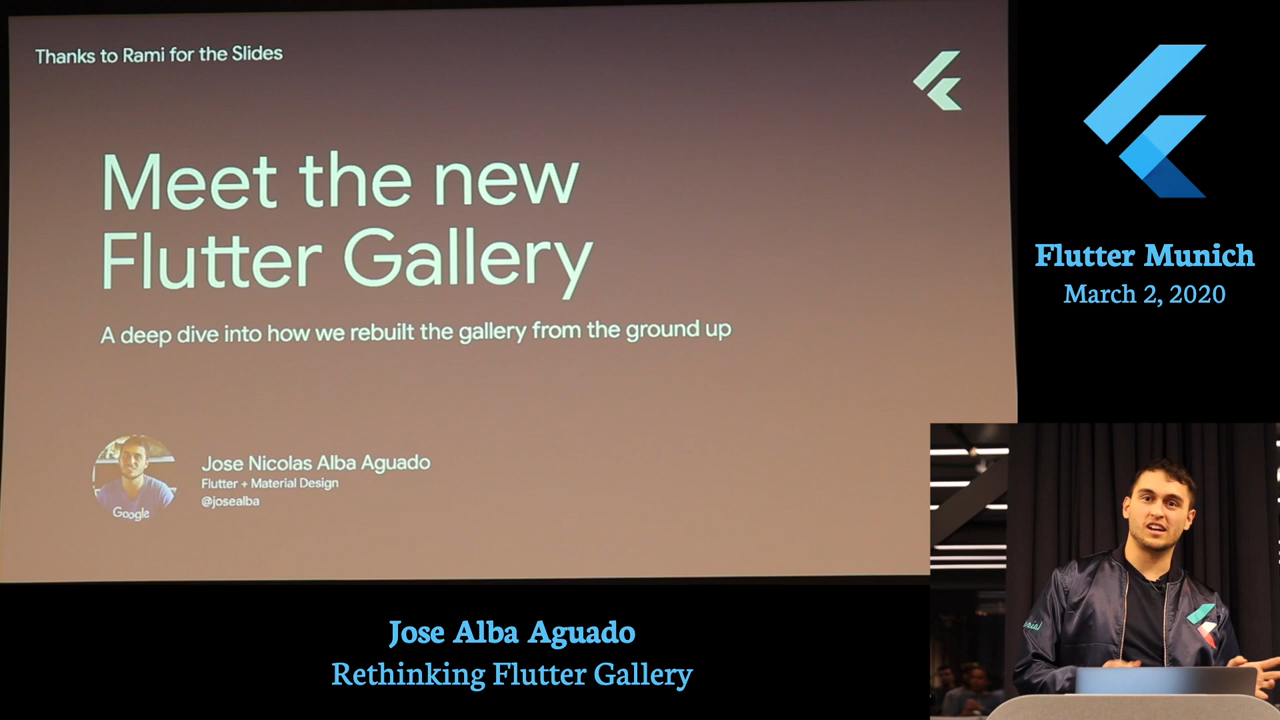 Thanks to Rami for the Slides
Meet the new
Flutter Gallery
A deep dive into how we rebuilt the gallery from the ground up
Jose Nicolas Alba Aguado
Flutter + Material Design
@josealba
Google
Flutter Munich
March 2, 2020
Jose Alba Aguado
Rethinking Flutter Gallery